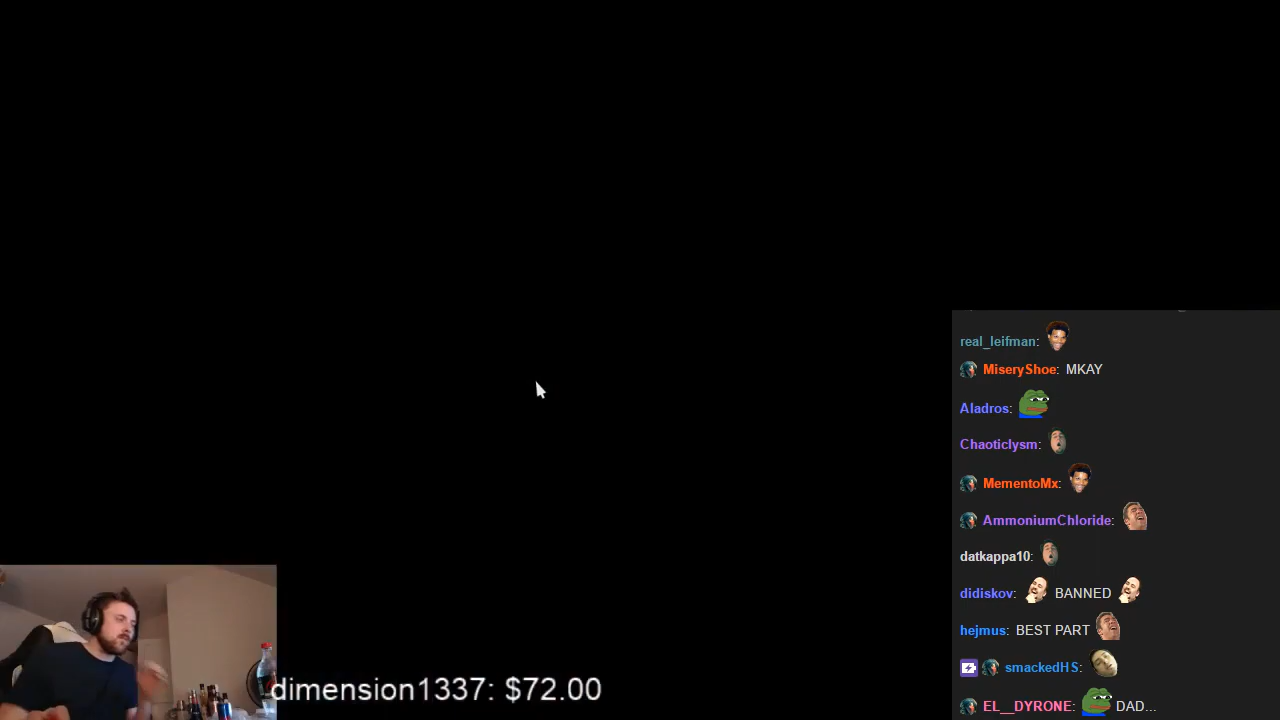 real_leifman:
MiseryShoe: MKAY
Aladros:
Chaoticlysm:
MementoMx:
AmmoniumChloride:
datkappa10:
didiskov: BANNED
hejmus: BEST PART
smackedHS:
EL__DYRONE: DAD...
dimension1337: $72.00